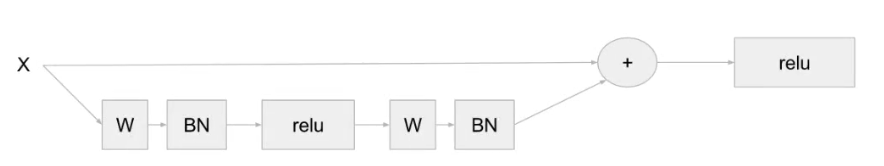 X + relu
W BN relu W BN